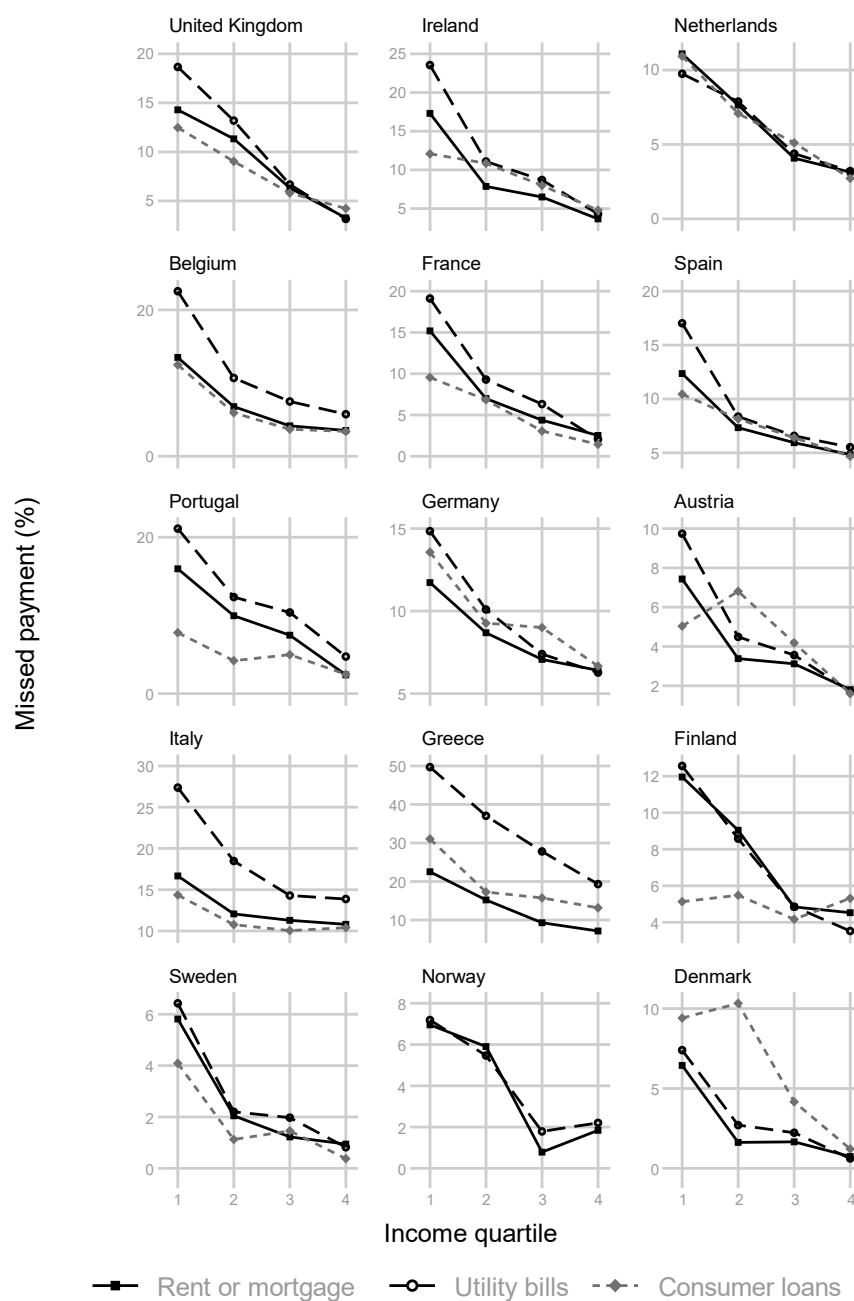 United Kingdom Ireland Netherlands
20 25
20
15 10
15
10 10 5
5 5
0
Belgium France Spain
20 20
20
15 15
10
10
5
0 0 5
Missed payment (%)
Portugal Germany Austria
20 15 10
8
10 6
4
0 5 2
Italy Greece Finland
30 50 12
25 40 10
20 30 8
15 20 6
10 10 4
Sweden Norway Denmark
8
6 10
6
4
4 5
2 2
0 0 0
1 2 3 4 1 2 3 4 1 2 3 4
Income quartile
Rent or mortgage Utility bills Consumer loans